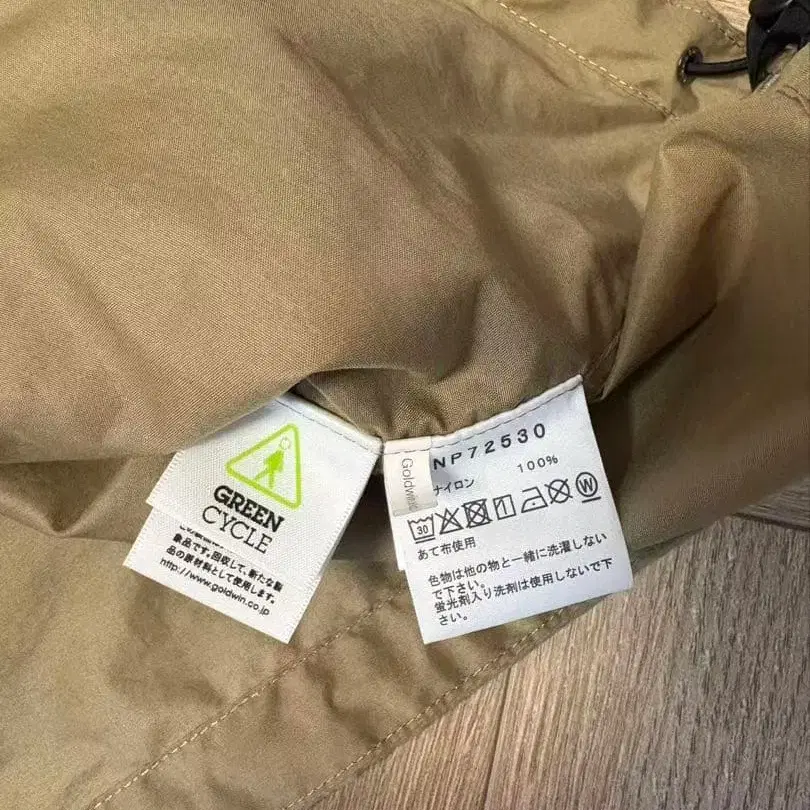 GREEN
CYCLE
象品です。回収して、新たな製
品の原材料として使用します。
http://www.goldwin.co.jp
Goldwin
NP72530
ナイロン 100%
30
W
あて布使用
色物は他の物と一緒に洗濯しない
で下さい。
蛍光剤入り洗剤は使用しないで下
さい。